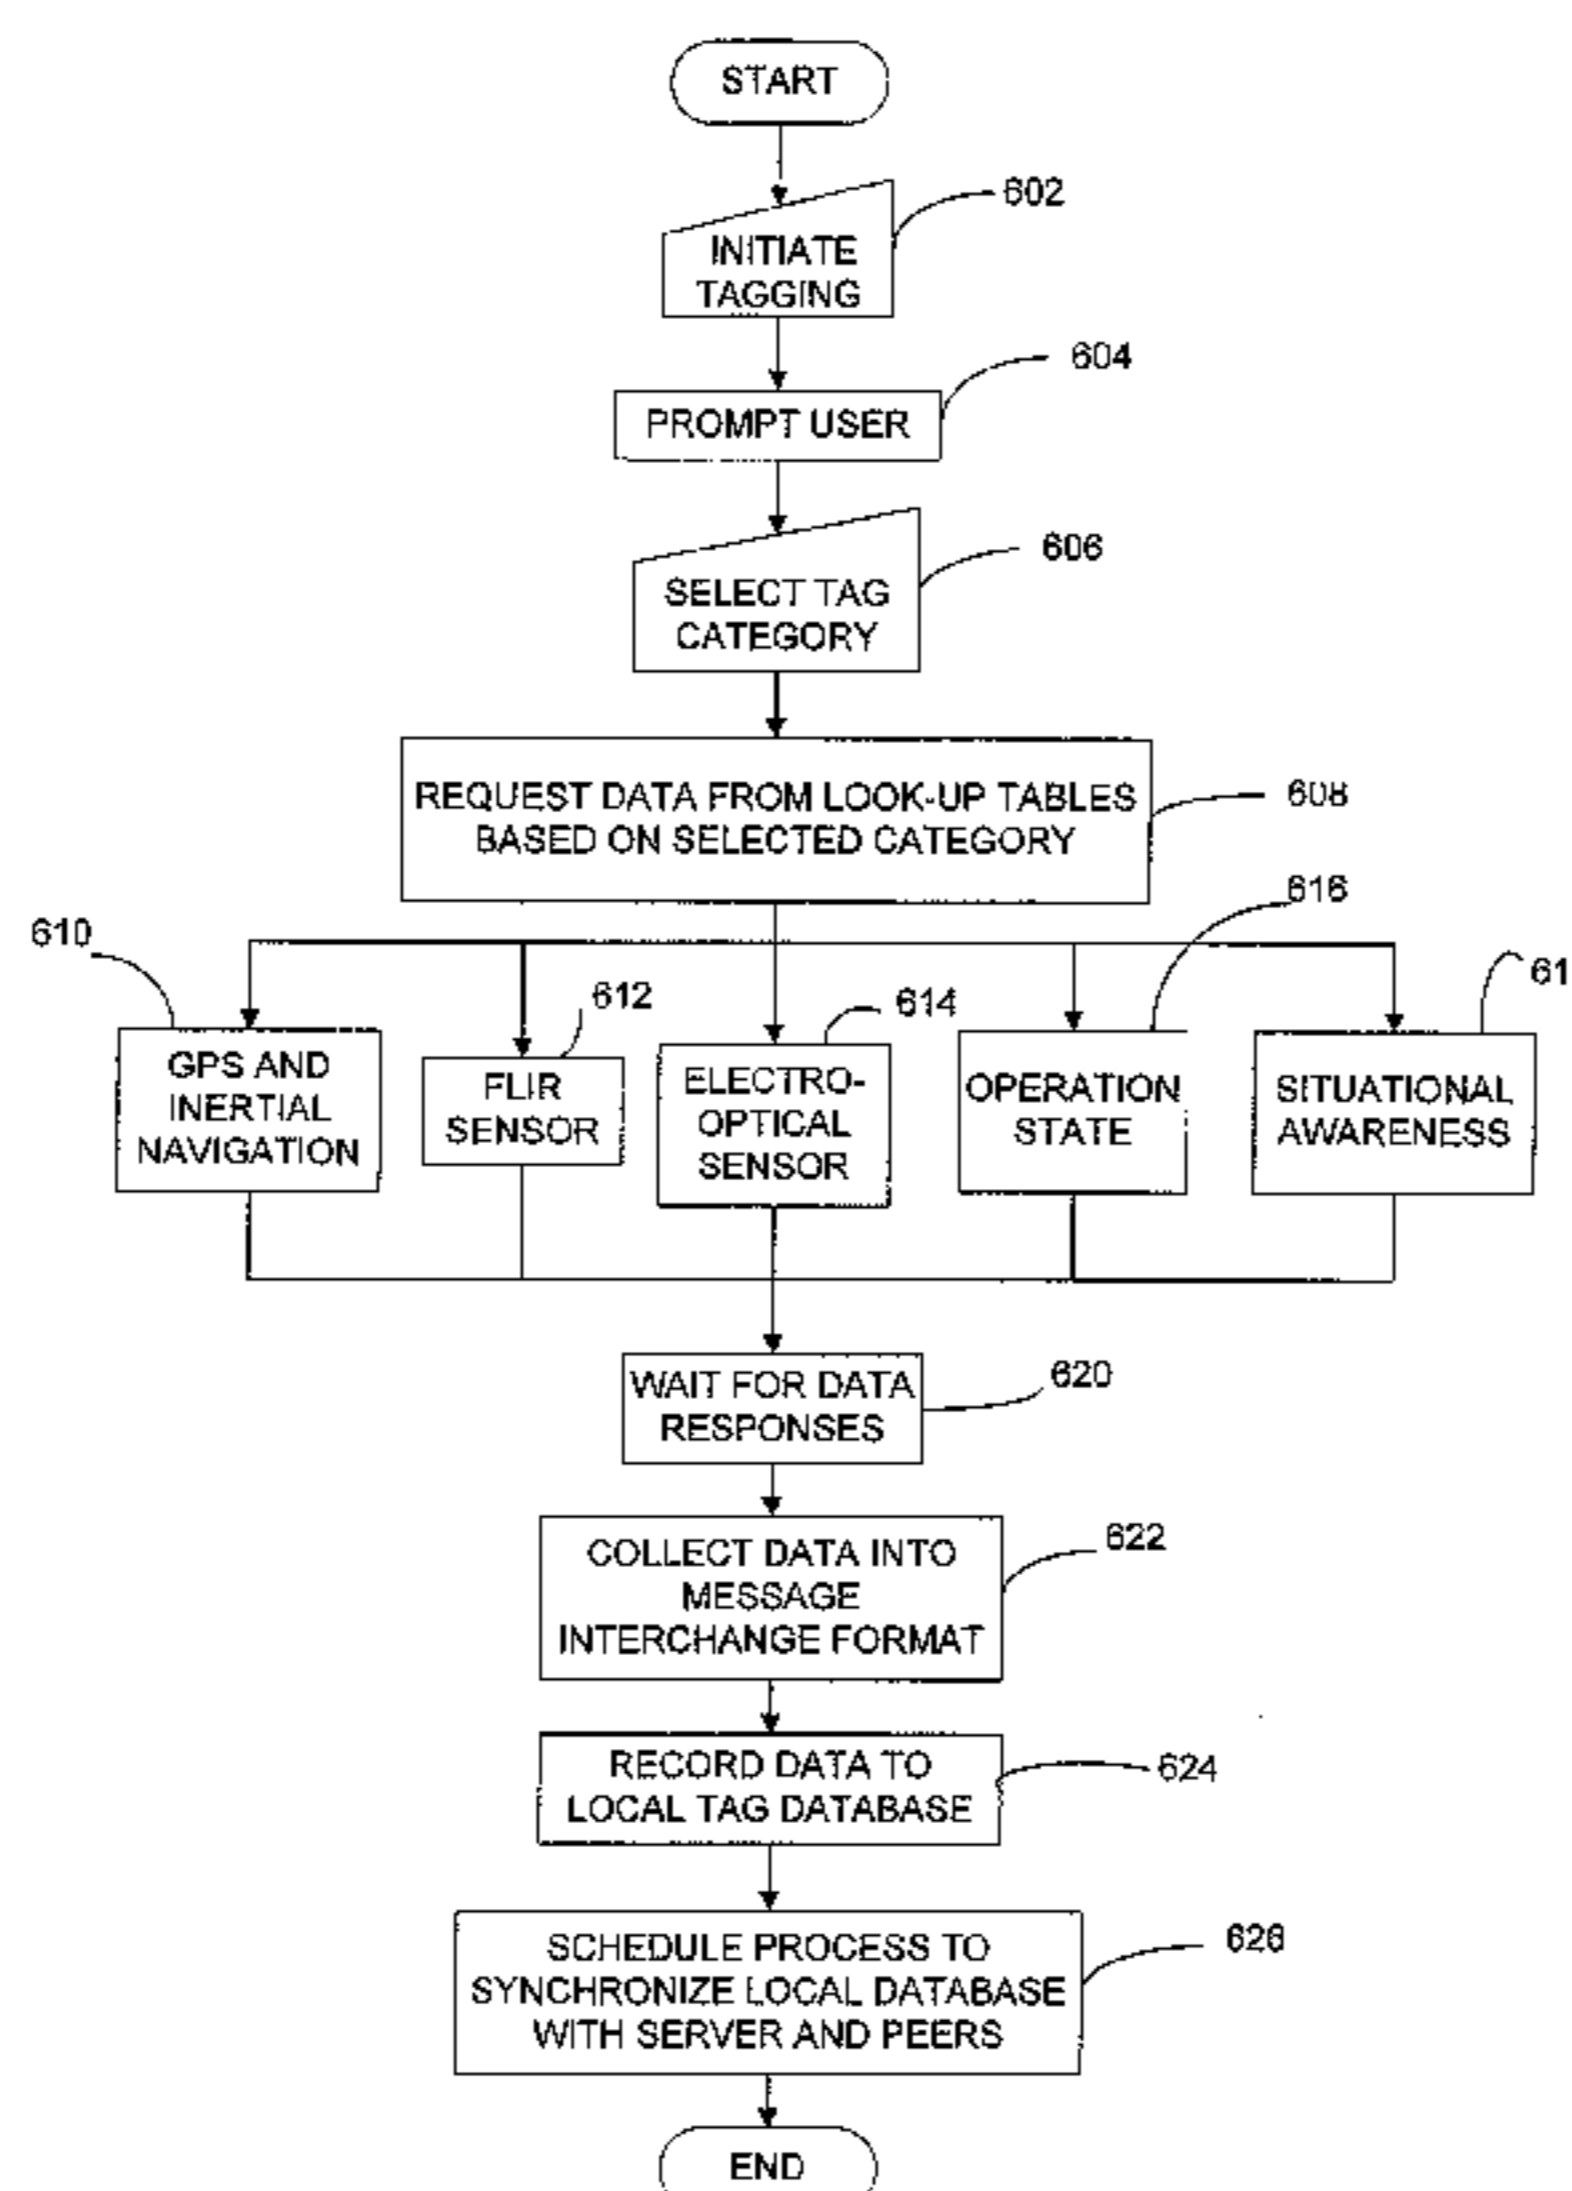 START
602
INITIATE
TAGGING
604
PROMPT USER
606
SELECT TAG
CATEGORY
REQUEST DATA FROM LOOK-UP TABLES
BASED ON SELECTED CATEGORY
608
610
612
614
616
61
GPS AND
INERTIAL
NAVIGATION
FLIR
SENSOR
ELECTRO-
OPTICAL
SENSOR
OPERATION
STATE
SITUATIONAL
AWARENESS
WAIT FOR DATA
RESPONSES
620
COLLECT DATA INTO
MESSAGE
INTERCHANGE FORMAT
622
RECORD DATA TO
LOCAL TAG DATABASE
624
SCHEDULE PROCESS TO
SYNCHRONIZE LOCAL DATABASE
WITH SERVER AND PEERS
626
END